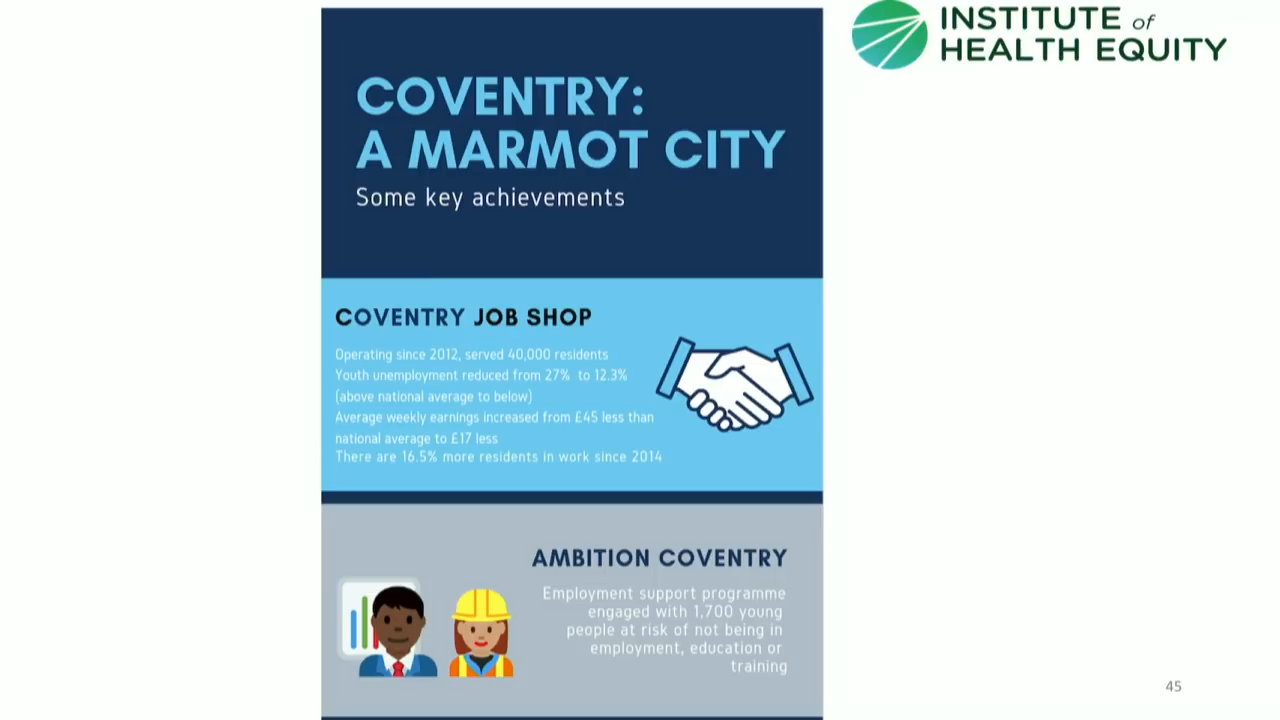 INSTITUTE of
HEALTH EQUITY
COVENTRY:
A MARMOT CITY
Some key achievements
COVENTRY JOB SHOP
Operating since 2012, served 40,000 residents
Youth unemployment reduced from 27% to 12.3%
(above national average to below)
Average weekly earnings increased from £45 less than
national average to £17 less
There are 16.5% more residents in work since 2014
AMBITION COVENTRY
Employment support programme
engaged with 1,700 young
people at risk of not being in
employment, education or
training
45